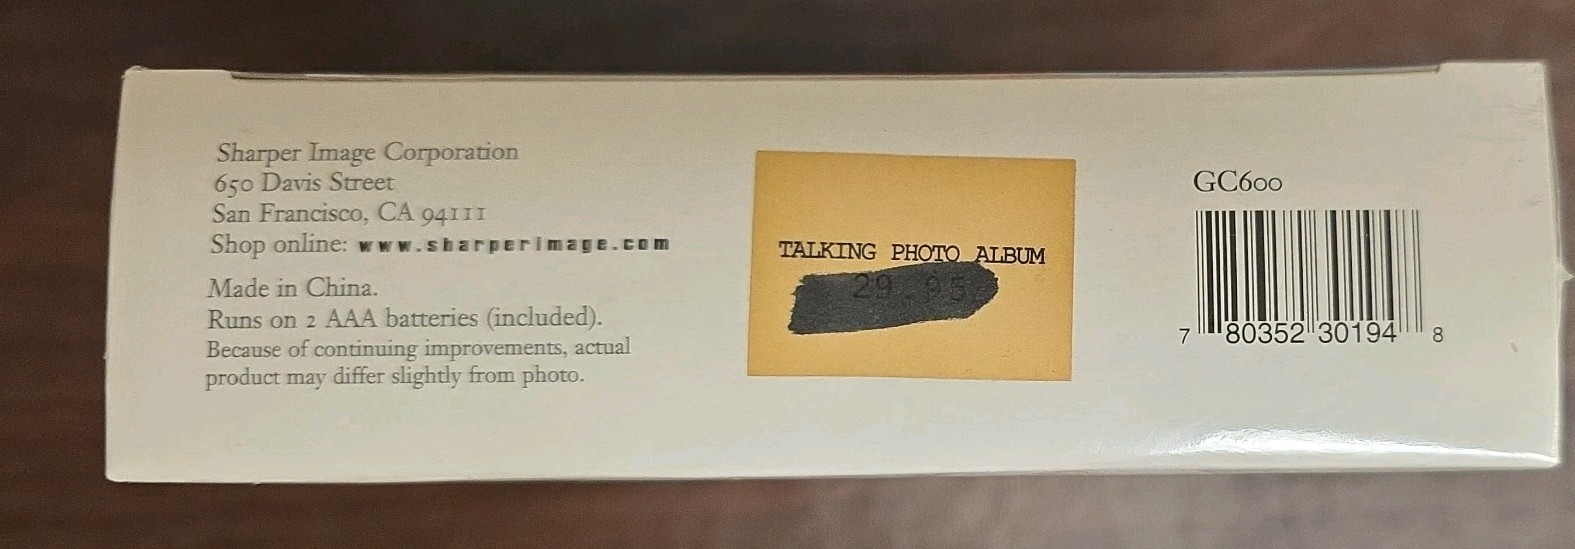 Sharper Image Corporation
650 Davis Street
San Francisco, CA 94111
Shop online: www.sharperimage.com
Made in China.
Runs on 2 AAA batteries (included).
Because of continuing improvements, actual
product may differ slightly from photo.
TALKING PHOTO ALBUM
29.95
GC600
7 80352 30194 8